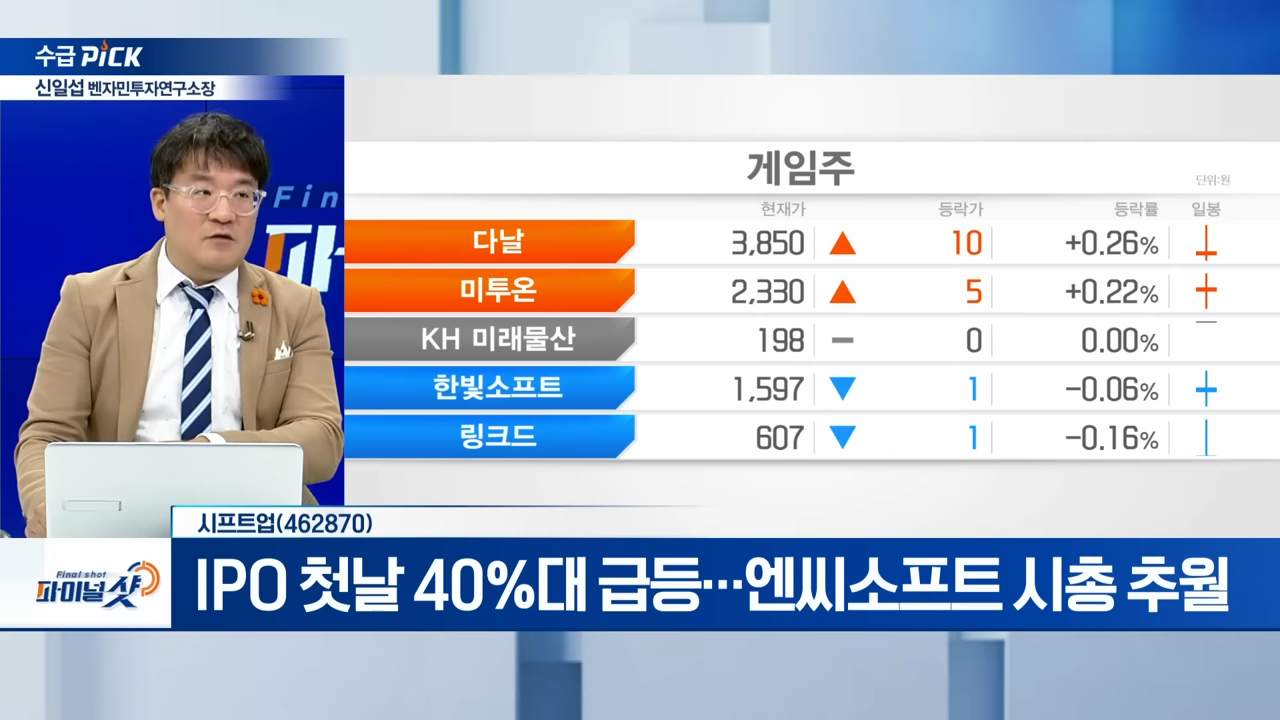 수급 PiCK
신일섭 벤자민투자연구소장
Fin
파
게임주
단위:원
현재가 등락가 등락률 일봉
다날 3,850 ▲ 10 +0.26%
미투온 2,330 ▲ 5 +0.22%
KH 미래물산 198 - 0 0.00%
한빛소프트 1,597 ▼ 1 -0.06%
링크드 607 ▼ 1 -0.16%
시프트업(462870)
Final shot
파이널샷
IPO 첫날 40%대 급등…엔씨소프트 시총 추월